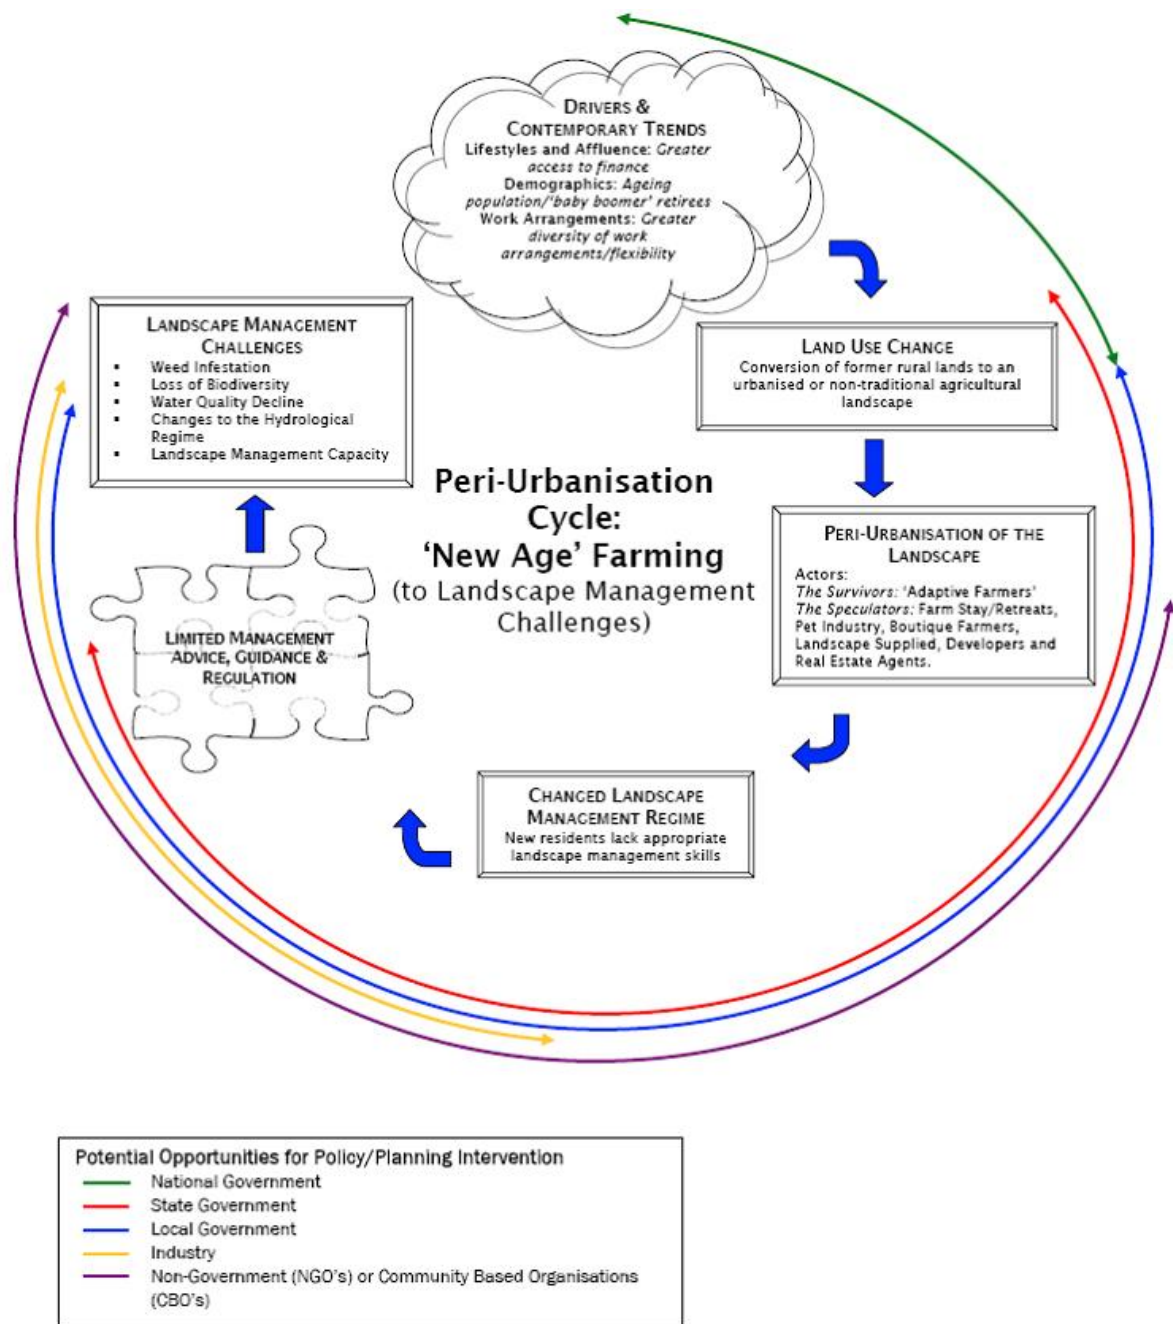 DRIVERS &
CONTEMPORARY TRENDS
Lifestyles and Affluence: Greater
access to finance
Demographics: Ageing
population/'baby boomer' retirees
Work Arrangements: Greater
diversity of work
arrangements/flexibility
LAND USE CHANGE
Conversion of former rural lands to an
urbanised or non-traditional agricultural
landscape
PERI-URBANISATION OF THE
LANDSCAPE
Actors:
The Survivors: 'Adaptive Farmers'
The Speculators: Farm Stay/Retreats,
Pet Industry, Boutique Farmers,
Landscape Supplied, Developers and
Real Estate Agents.
CHANGED LANDSCAPE
MANAGEMENT REGIME
New residents lack appropriate
landscape management skills
LIMITED MANAGEMENT
ADVICE, GUIDANCE &
REGULATION
LANDSCAPE MANAGEMENT
CHALLENGES
▪ Weed Infestation
▪ Loss of Biodiversity
▪ Water Quality Decline
▪ Changes to the Hydrological
Regime
▪ Landscape Management Capacity
Peri-Urbanisation
Cycle:
'New Age' Farming
(to Landscape Management
Challenges)
Potential Opportunities for Policy/Planning Intervention
National Government
State Government
Local Government
Industry
Non-Government (NGO's) or Community Based Organisations
(CBO's)